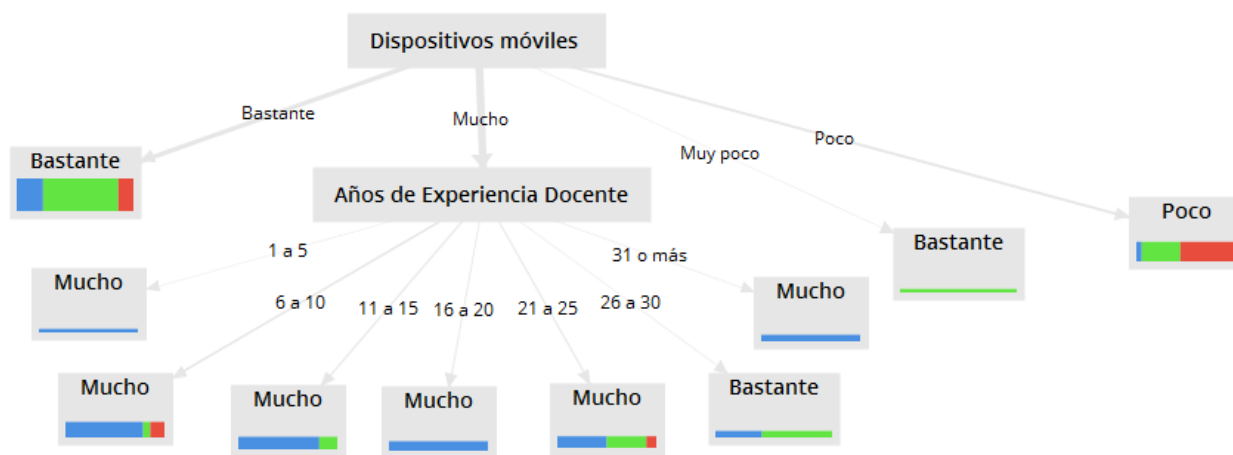 Dispositivos móviles
Bastante
Mucho
Muy poco
Poco
Bastante
Años de Experiencia Docente
Poco
Bastante
1 a 5
6 a 10
11 a 15
16 a 20
21 a 25
26 a 30
31 o más
Mucho
Mucho
Mucho
Mucho
Mucho
Mucho
Bastante